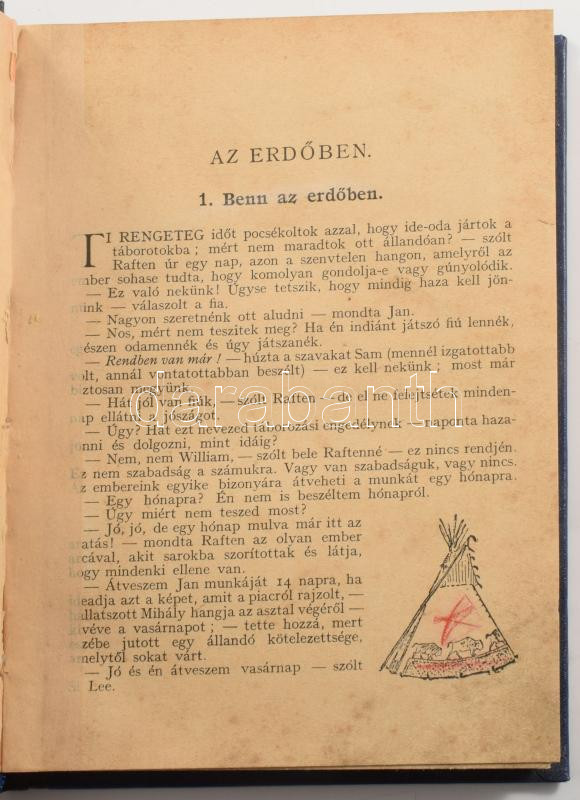 AZ ERDŐBEN.
1. Benn az erdőben.
TI RENGETEG időt pocsékoltok azzal, hogy ide-oda jártok a
táborotokba; mért nem maradtok ott állandóan? — szólt
Raften úr egy nap, azon a szenvtelen hangon, amelyről az
ember sohase tudta, hogy komolyan gondolja-e vagy gúnyolódik.
— Ez való nekünk! Úgyse tetszik, hogy mindig haza kell jön-
nünk — válaszolt a fia.
— Nagyon szeretnénk ott aludni — mondta Jan.
— Nos, mért nem teszitek meg? Ha én indiánt játszó fiú lennék,
egészen odamennék és úgy játszanék.
— Rendben van már! — húzta a szavakat Sam (mennél izgatottabb
volt, annál vontatottabban beszélt) — ez kell nekünk; most már
biztosan megyünk.
— Hát jól van fiúk, — szólt Raften — de el ne felejtsétek minden-
nap ellátni a jószágot.
— Úgy? Hát ezt nevezed táborozási engedélynek — naponta haza-
jönni és dolgozni, mint idáig?
— Nem, nem William, — szólt bele Raftenné — ez nincs rendjén.
Ez nem szabadság a számukra. Vagy van szabadságuk, vagy nincs.
Az embereink egyike bizonyára átveheti a munkát egy hónapra.
— Egy hónapra? Én nem is beszéltem hónapról.
— Úgy miért nem teszed most?
— Jó, jó, de egy hónap mulva már itt az
aratás! — mondta Raften az olyan ember
arcával, akit sarokba szorítottak és látja,
hogy mindenki ellene van.
— Átveszem Jan munkáját 14 napra, ha
ideadja azt a képet, amit a piacról rajzolt, —
hallatszott Mihály hangja az asztal végéről —
kivéve a vasárnapot; — tette hozzá, mert
eszébe jutott egy állandó kötelezettsége,
amelytől sokat várt.
— Jó és én átveszem vasárnap — szólt
Si Lee.
darabanth